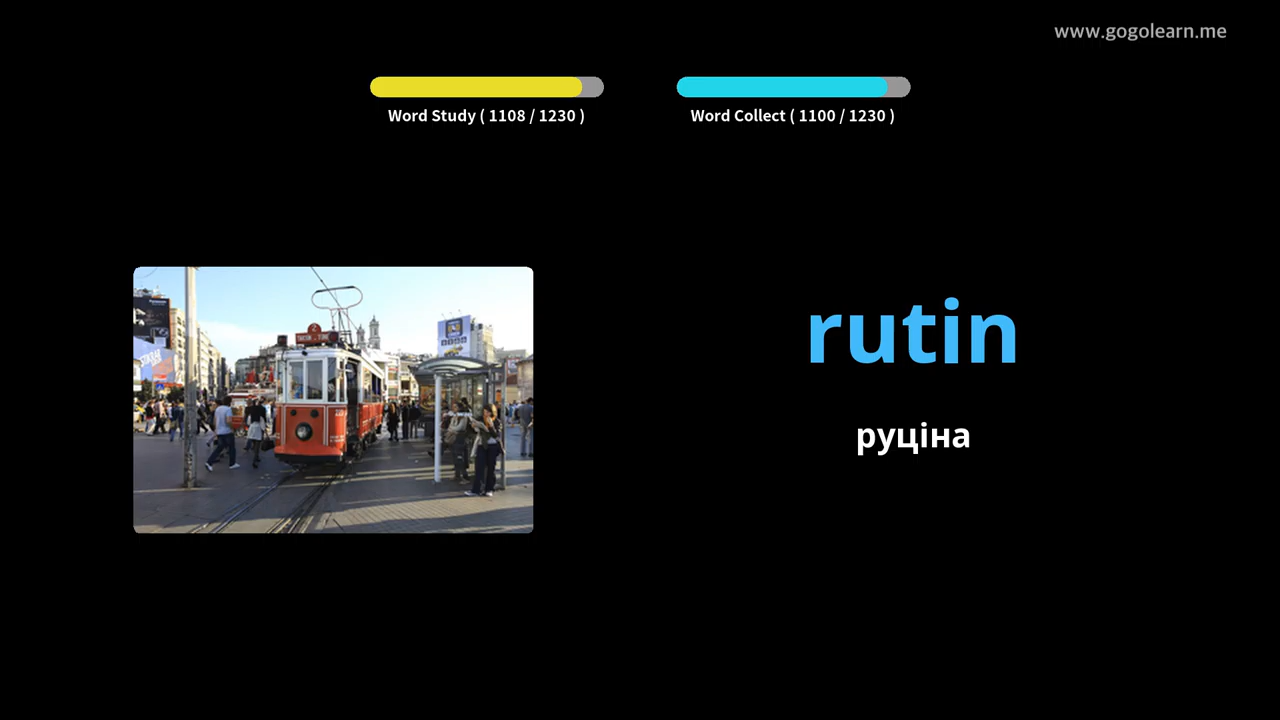 www.gogolearn.me
Word Study ( 1108 / 1230 )
Word Collect ( 1100 / 1230 )
rutin
руціна